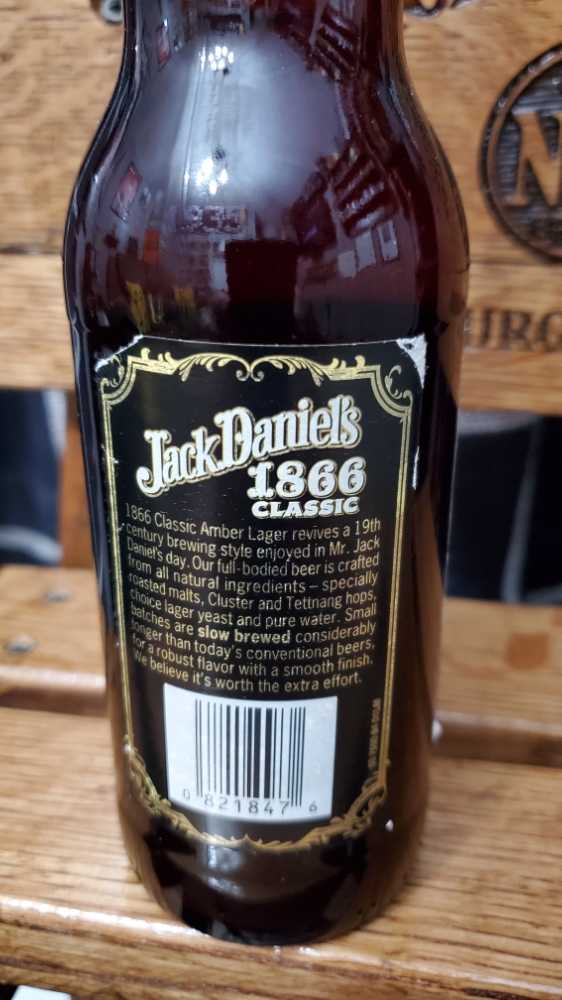 N
URG
Jack Daniel's
1866
CLASSIC
1866 Classic Amber Lager revives a 19th
century brewing style enjoyed in Mr. Jack
Daniel's day. Our full-bodied beer is crafted
from all natural ingredients – specially
roasted malts, Cluster and Tettnang hops,
choice lager yeast and pure water. Small
batches are slow brewed considerably
longer than today's conventional beers,
for a robust flavor with a smooth finish.
We believe it's worth the extra effort.
0 821847 6